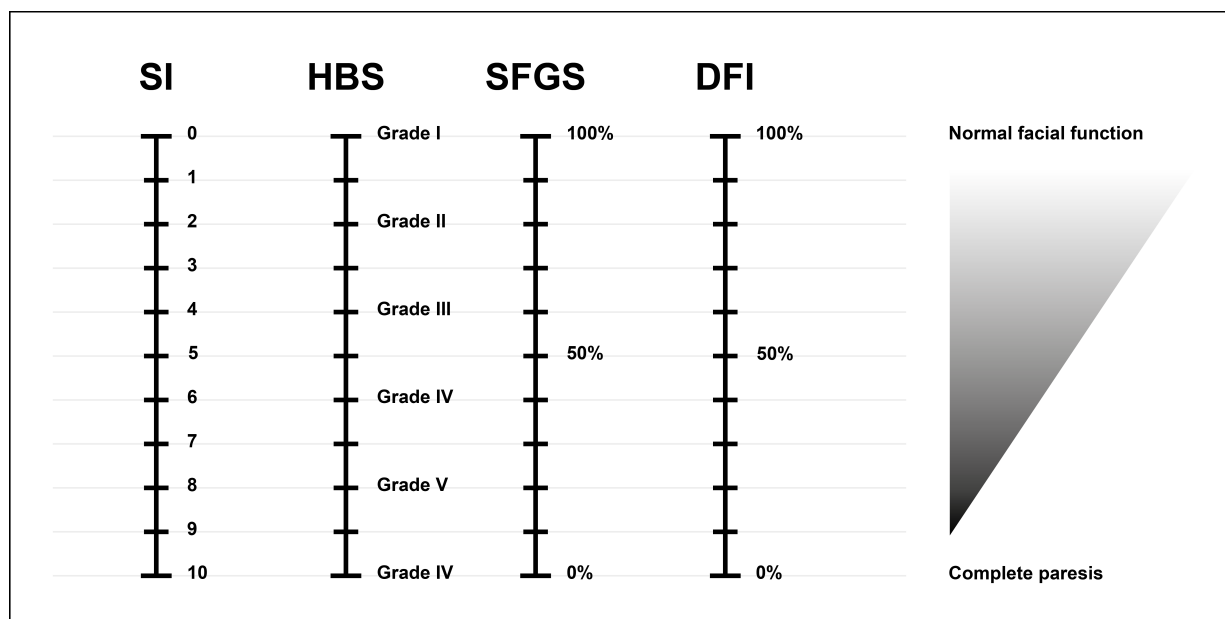 SI HBS SFGS DFI
0 Grade I 100% 100% Normal facial function
1
2 Grade II
3
4 Grade III
5 50% 50%
6 Grade IV
7
8 Grade V
9
10 Grade IV 0% 0% Complete paresis